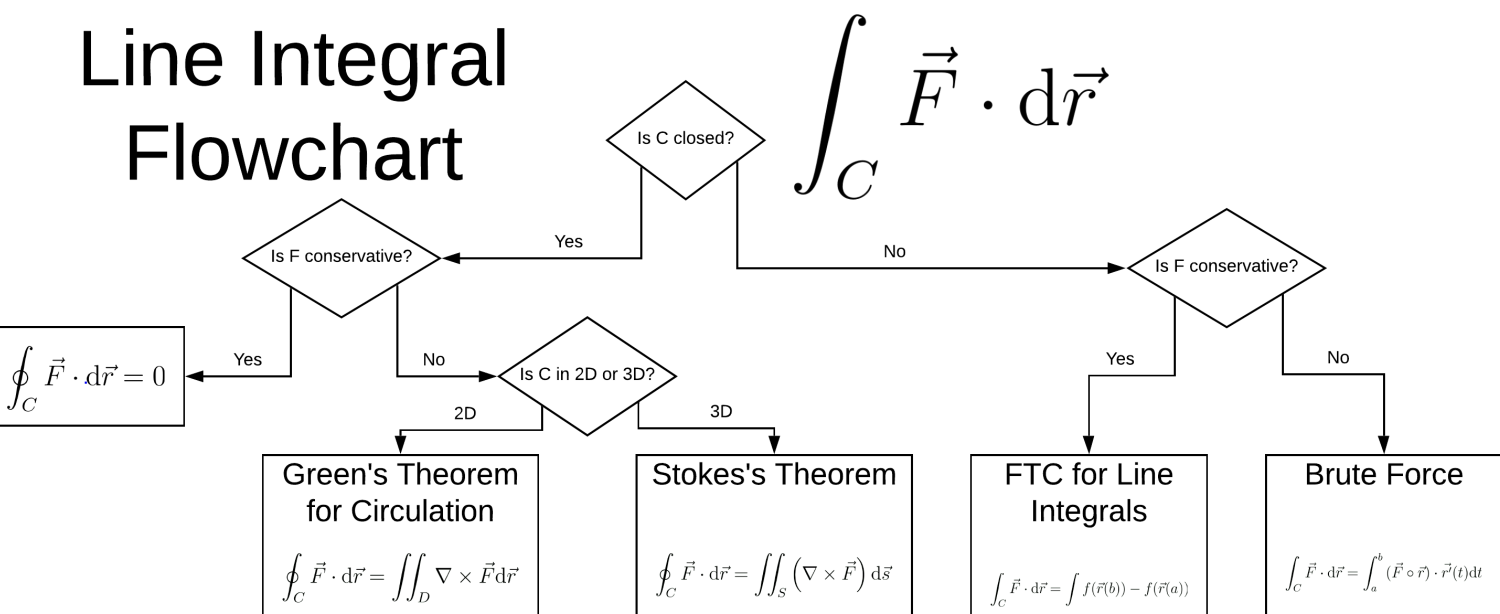 Line Integral
Flowchart
∫_C F⃗ · dr⃗
Is C closed?
Yes
No
Is F conservative?
Is F conservative?
Yes
No
Is C in 2D or 3D?
Yes
No
∮_C F⃗ · dr⃗ = 0
2D
3D
Green's Theorem
for Circulation
∮_C F⃗ · dr⃗ = ∬_D ∇ × F⃗dr⃗
Stokes's Theorem
∮_C F⃗ · dr⃗ = ∬_S (∇ × F⃗) ds⃗
FTC for Line
Integrals
∫_C F⃗ · dr⃗ = ∫ f(r⃗(b)) − f(r⃗(a))
Brute Force
∫_C F⃗ · dr⃗ = ∫_a^b (F⃗ ∘ r⃗) · r⃗′(t)dt